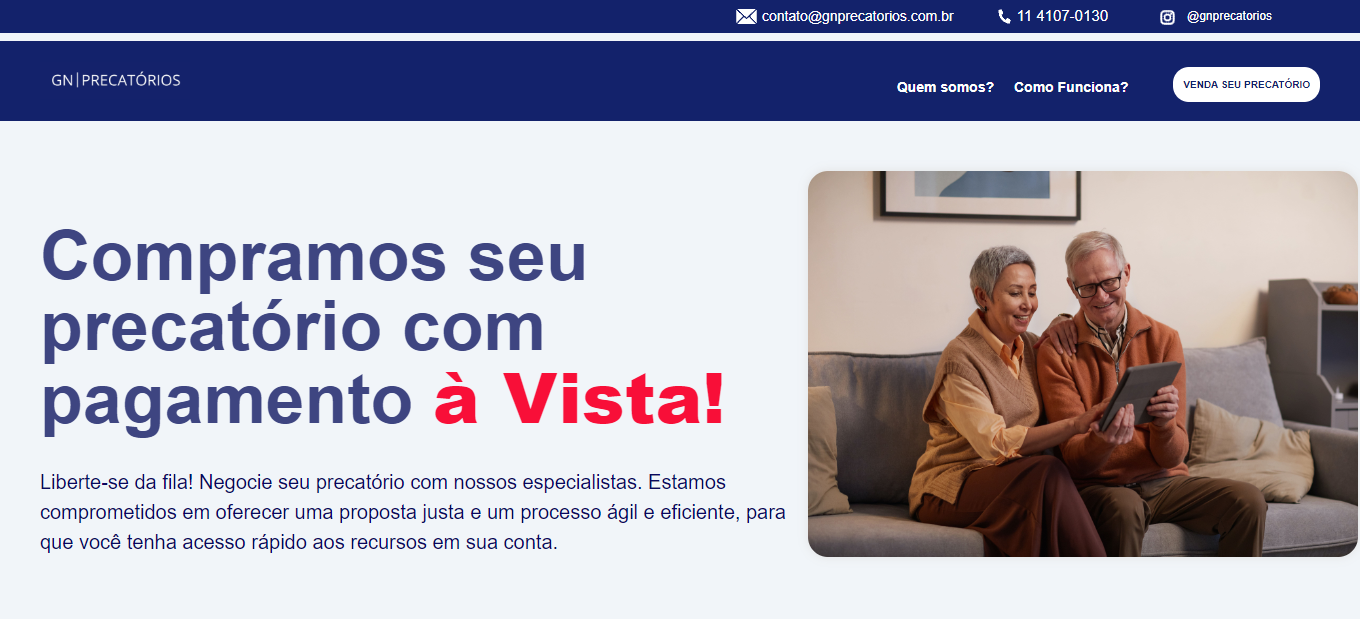 contato@gnprecatorios.com.br
11 4107-0130
@gnprecatorios
GN|PRECATÓRIOS
Quem somos?
Como Funciona?
VENDA SEU PRECATÓRIO
Compramos seu
precatório com
pagamento à Vista!
Liberte-se da fila! Negocie seu precatório com nossos especialistas. Estamos
comprometidos em oferecer uma proposta justa e um processo ágil e eficiente, para
que você tenha acesso rápido aos recursos em sua conta.